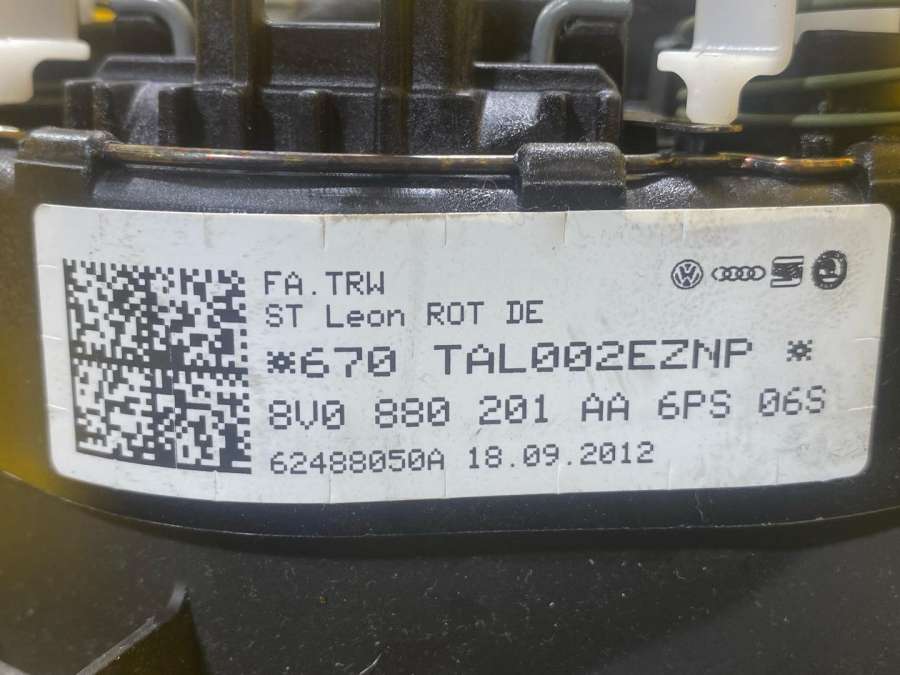 FA.TRW
ST Leon ROT DE
*670 TAL002EZNP *
8V0 880 201 AA 6PS 06S
62488050A 18.09.2012